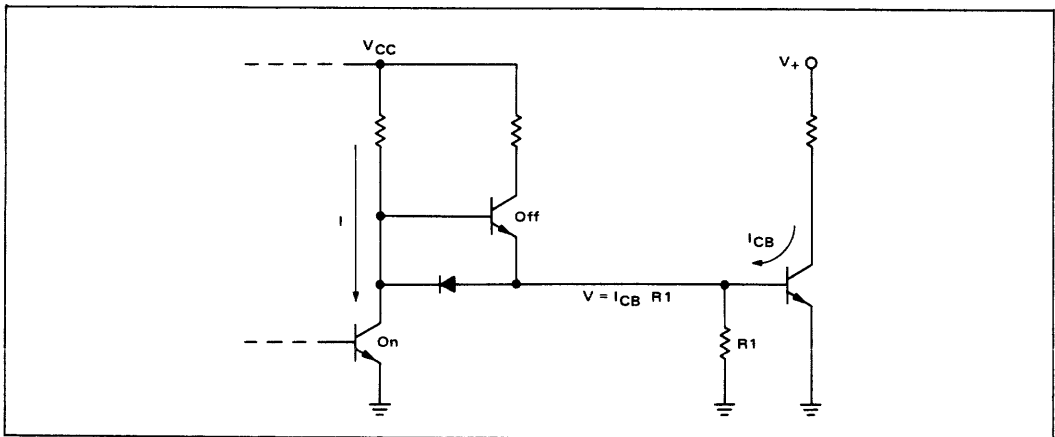 VCC
V+
I
Off
ICB
V = ICB R1
On
R1